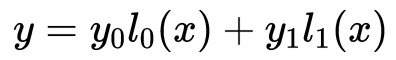 y = y₀l₀(x) + y₁l₁(x)